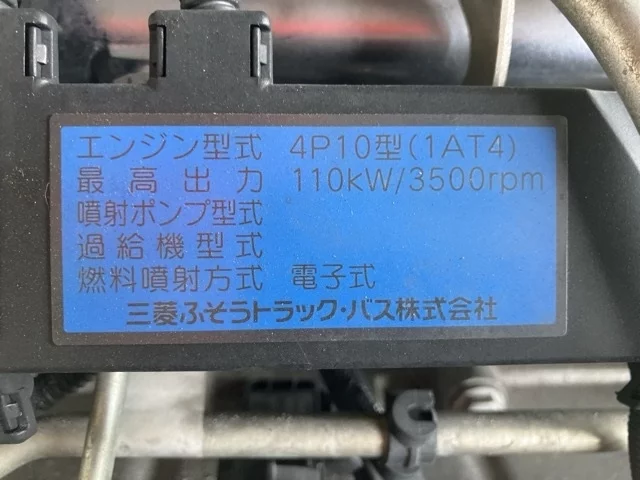 エンジン型式 4P10型(1AT4)
最高出力 110kW/3500rpm
噴射ポンプ型式
過給機型式
燃料噴射方式 電子式
三菱ふそうトラック・バス株式会社